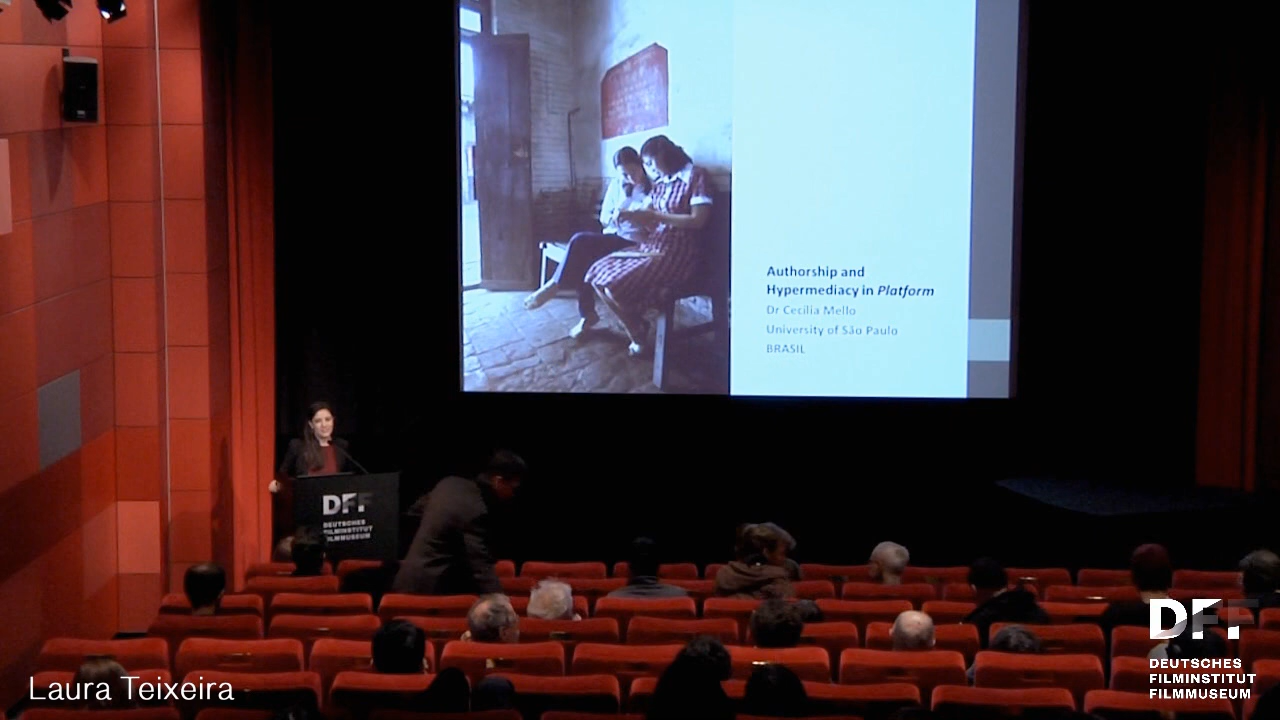 Authorship and
Hypermediacy in Platform
Dr Cecília Mello
University of São Paulo
BRASIL
DFF
DEUTSCHES
FILMINSTITUT
FILMMUSEUM
Laura Teixeira
DFF
DEUTSCHES
FILMINSTITUT
FILMMUSEUM